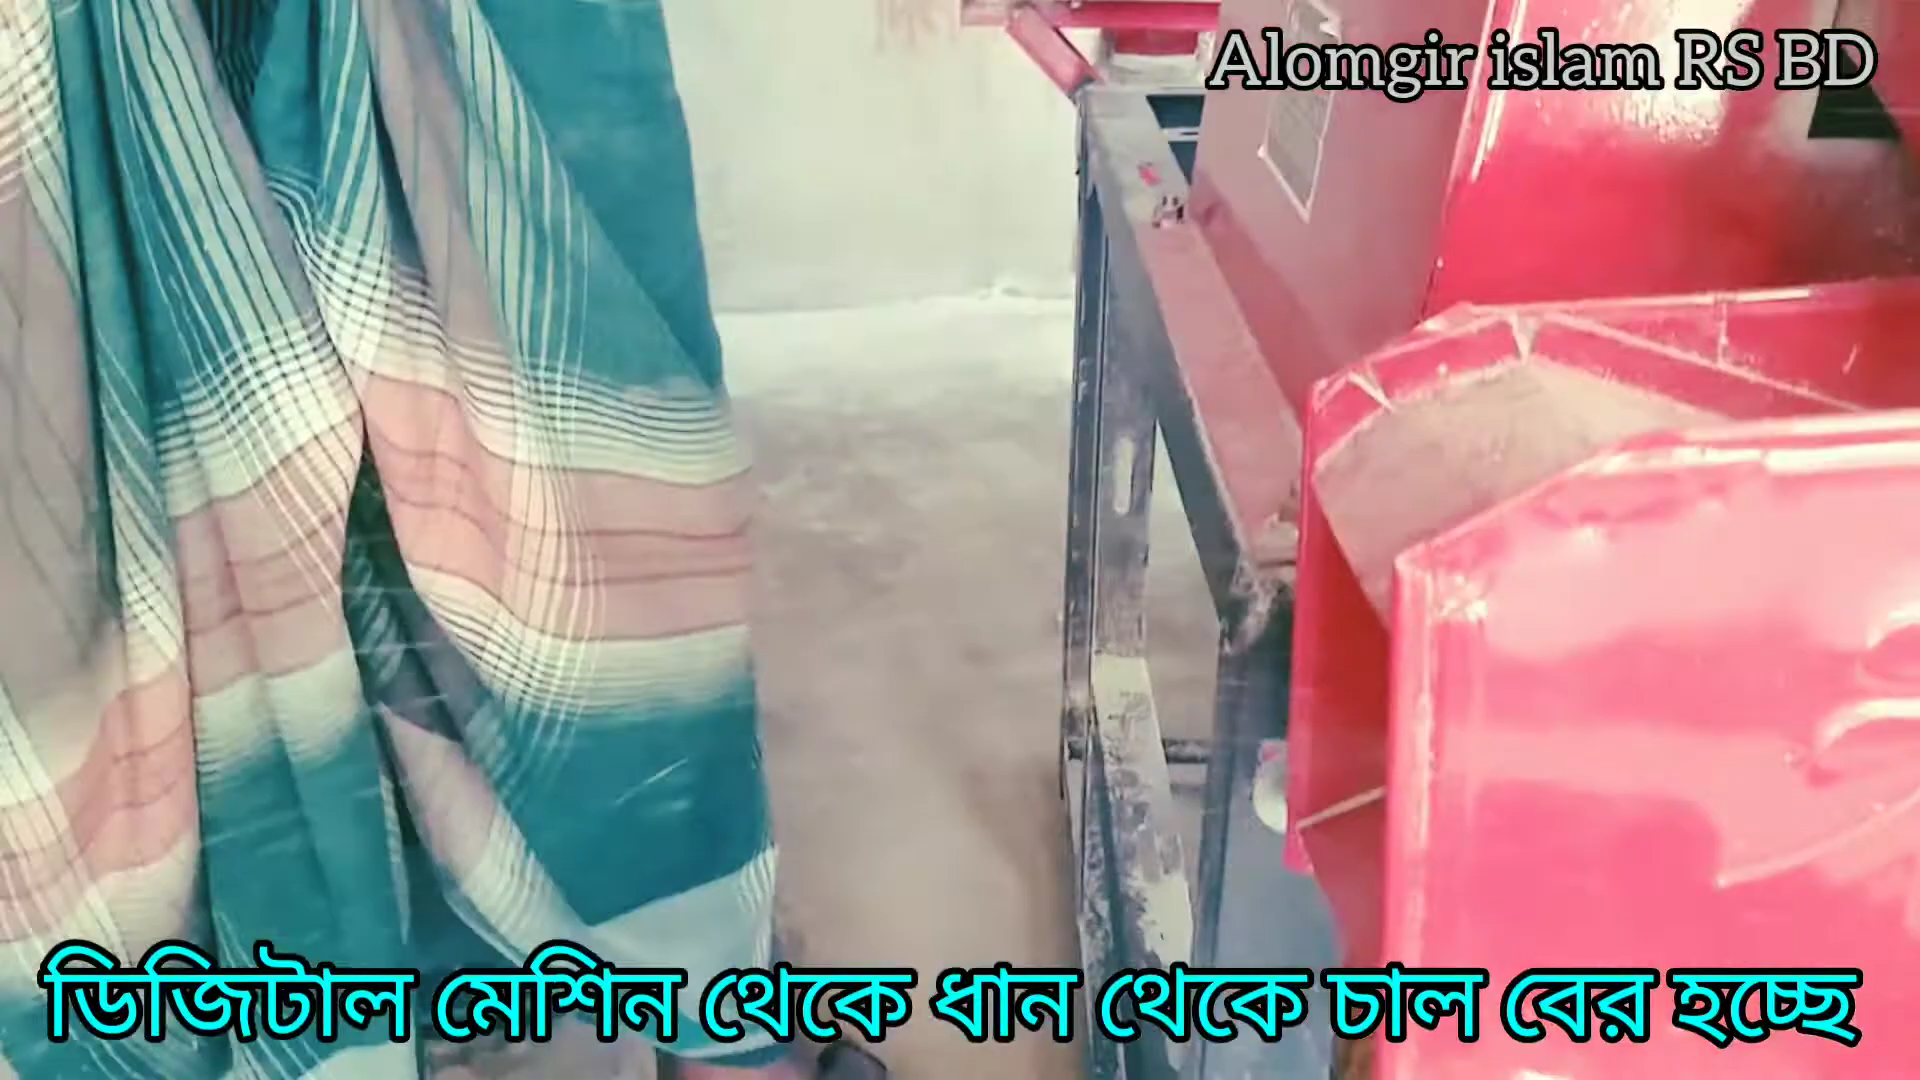 Alomgir islam RS BD
ডিজিটাল মেশিন থেকে ধান থেকে চাল বের হচ্ছে